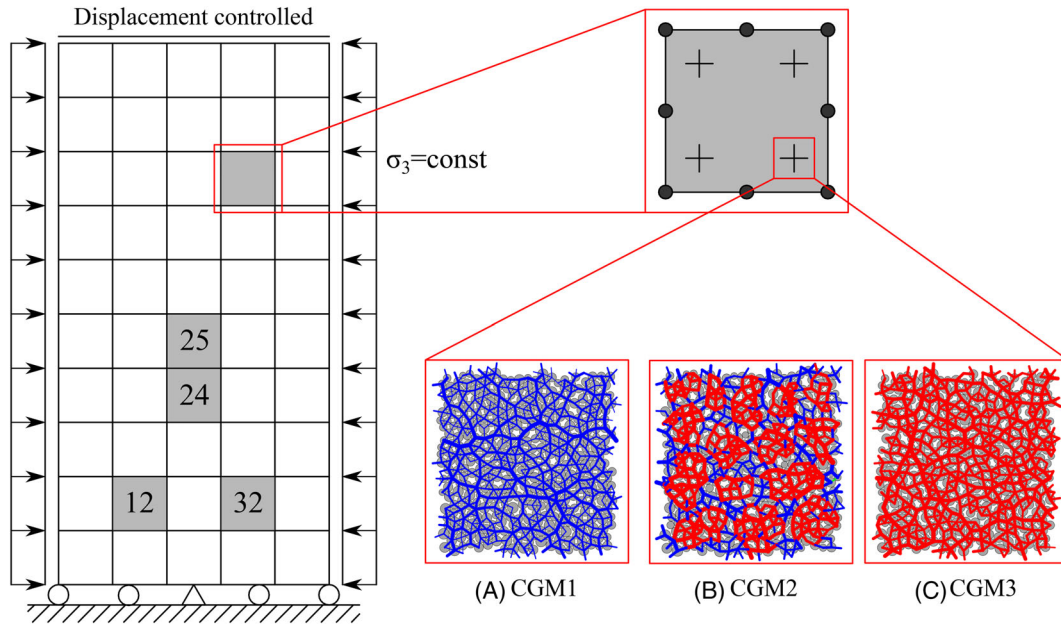 Displacement controlled
σ₃=const
25
24
12
32
(A) CGM1
(B) CGM2
(C) CGM3